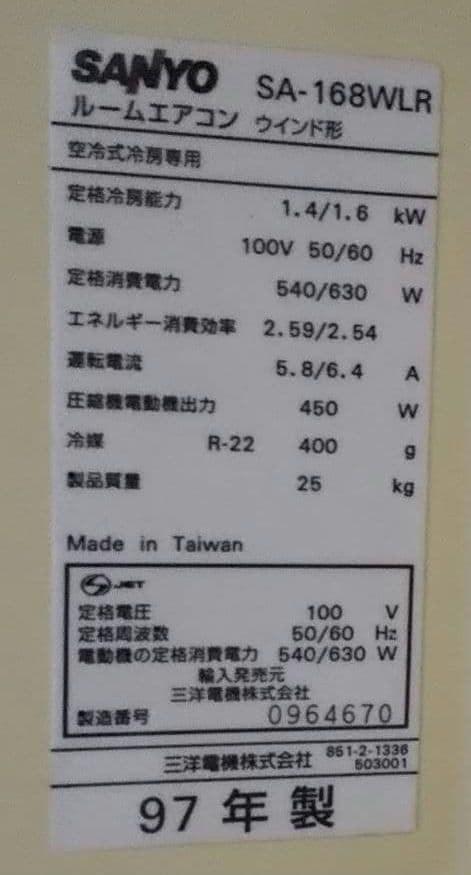 SANYO SA-168WLR
ルームエアコン ウインド形
空冷式冷房専用
定格冷房能力 1.4/1.6 kW
電源 100V 50/60 Hz
定格消費電力 540/630 W
エネルギー消費効率 2.59/2.54
運転電流 5.8/6.4 A
圧縮機電動機出力 450 W
冷媒 R-22 400 g
製品質量 25 kg
Made in Taiwan
JET
定格電圧 100 V
定格周波数 50/60 Hz
電動機の定格消費電力 540/630 W
輸入発売元
三洋電機株式会社
製造番号 0964670
三洋電機株式会社 851-2-1336
503001
97年製